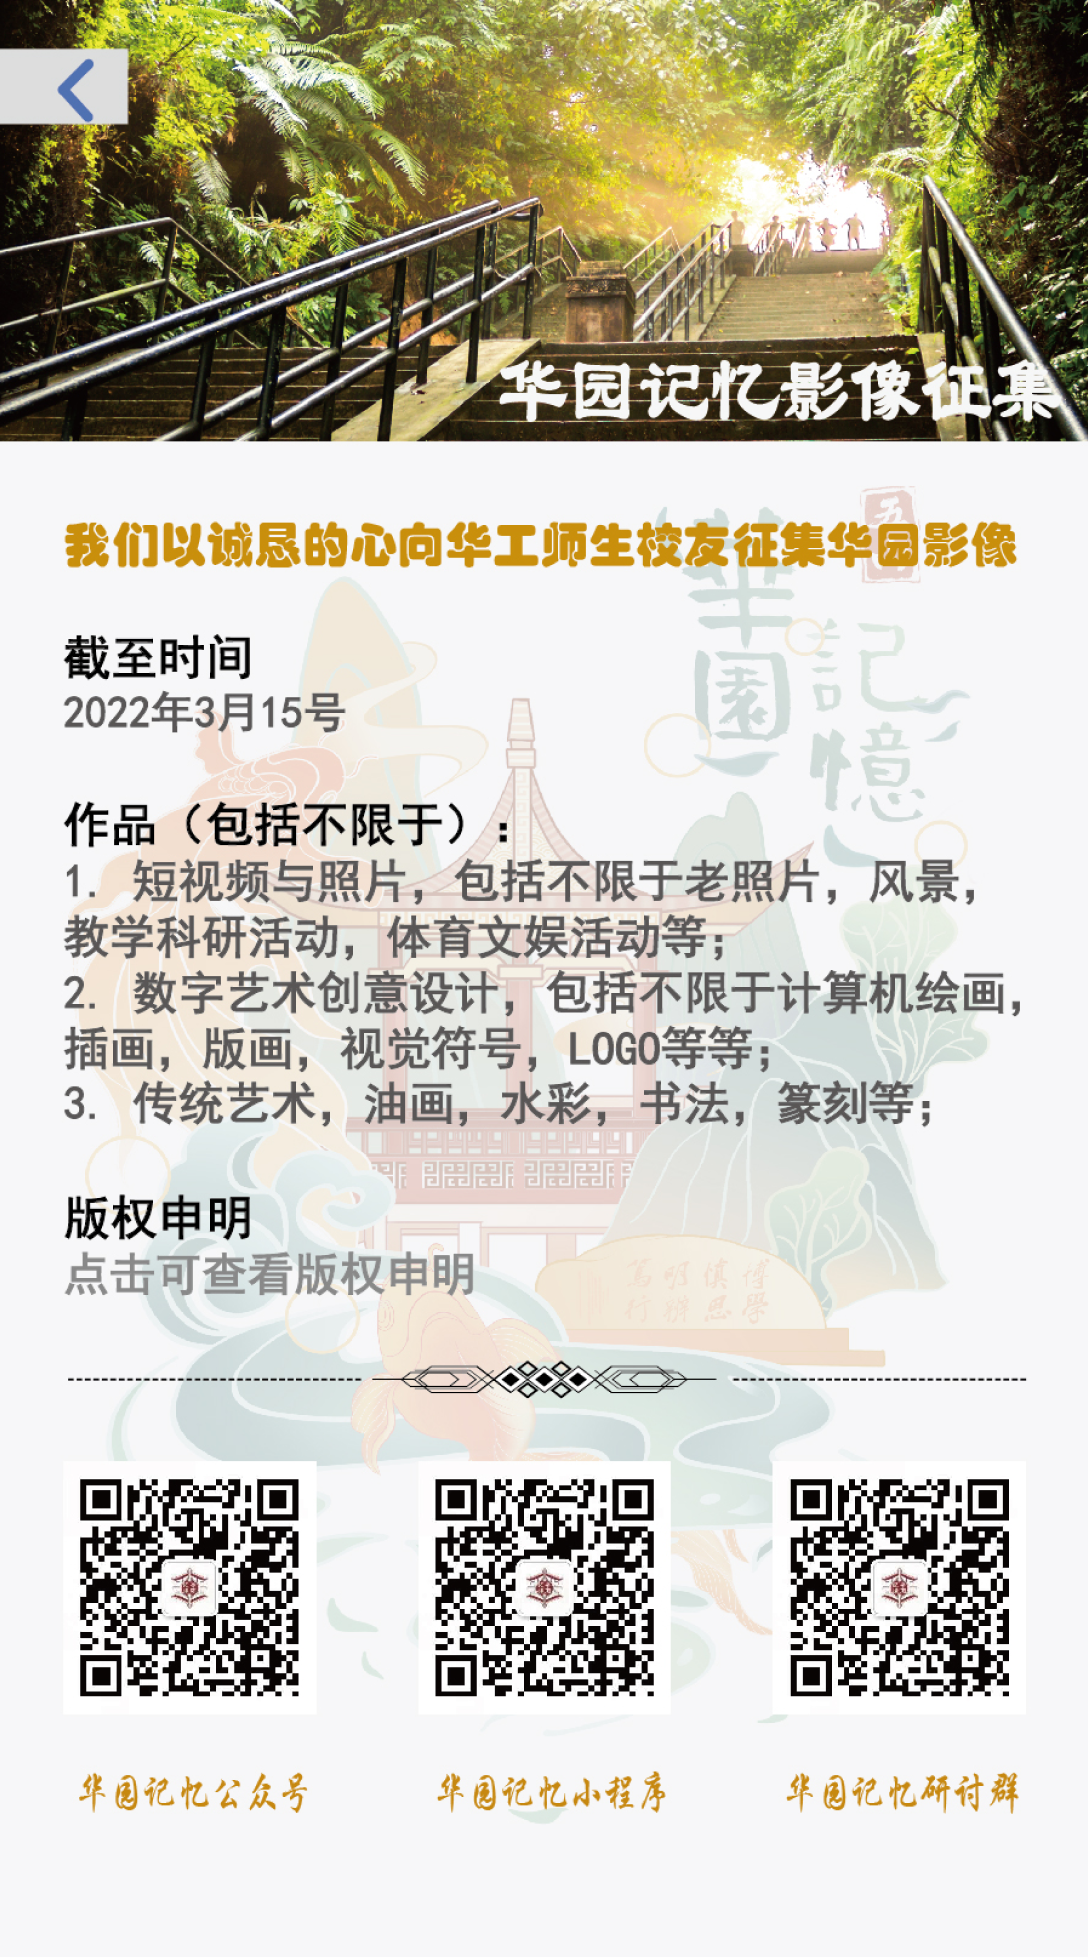 华园记忆影像征集
五山
華園
記憶
我们以诚恳的心向华工师生校友征集华园影像
截至时间
2022年3月15号
作品（包括不限于）：
1. 短视频与照片，包括不限于老照片，风景，
教学科研活动，体育文娱活动等；
2. 数字艺术创意设计，包括不限于计算机绘画，
插画，版画，视觉符号，LOGO等等；
3. 传统艺术，油画，水彩，书法，篆刻等；
版权申明
点击可查看版权申明
博學
慎思
明辨
篤行
华园记忆公众号
华园记忆小程序
华园记忆研讨群